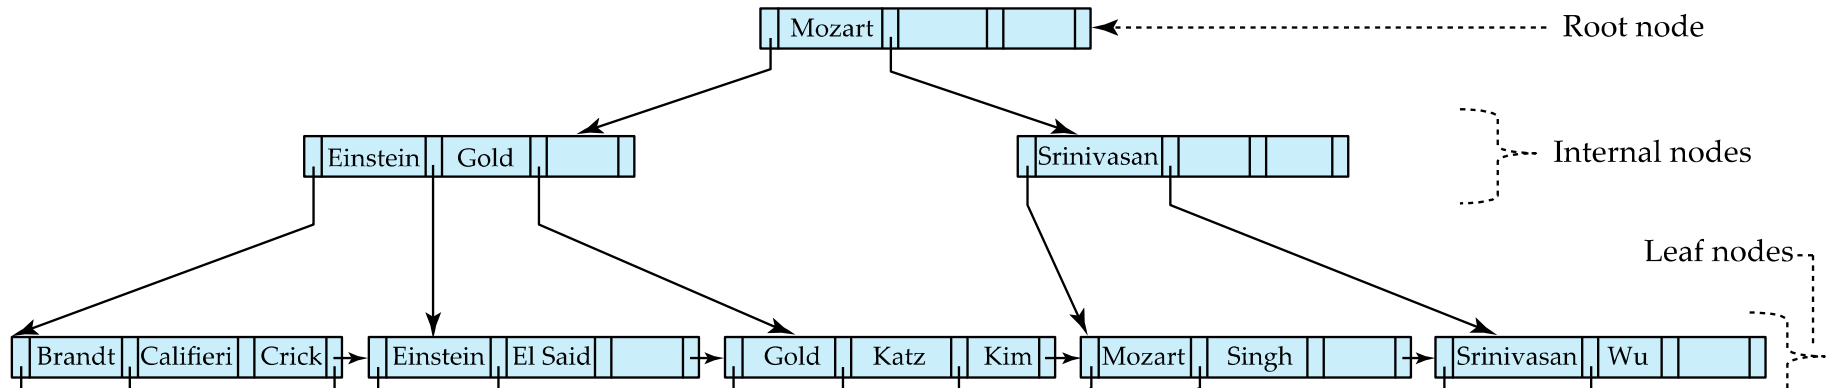 Mozart
Root node
Einstein Gold
Srinivasan
Internal nodes
Leaf nodes
Brandt Califieri Crick Einstein El Said Gold Katz Kim Mozart Singh Srinivasan Wu